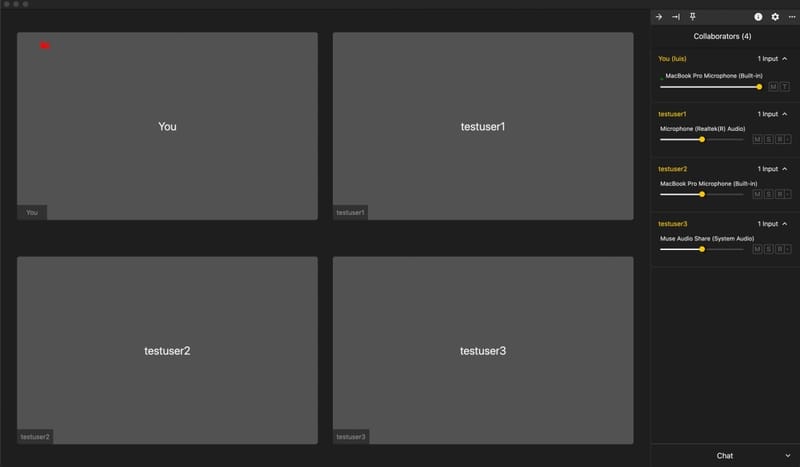 You
You
testuser1
testuser1
testuser2
testuser2
testuser3
testuser3
Collaborators (4)
You (luis) 1 Input
MacBook Pro Microphone (Built-in)
M T
testuser1 1 Input
Microphone (Realtek(R) Audio)
M S R -
testuser2 1 Input
MacBook Pro Microphone (Built-in)
M S R -
testuser3 1 Input
Muse Audio Share (System Audio)
M S R -
Chat